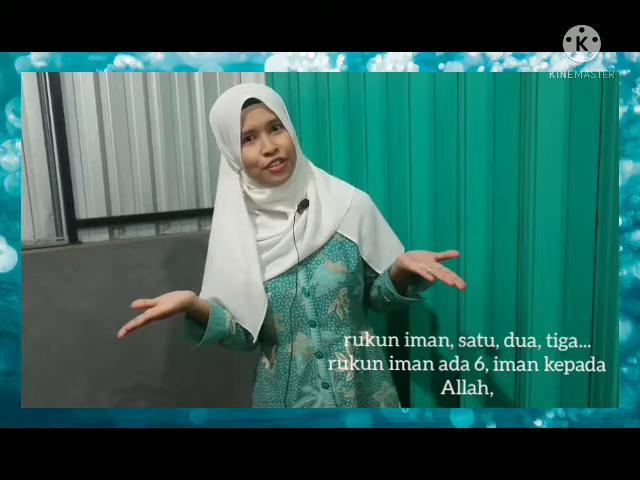 K
KINEMASTER
rukun iman, satu, dua, tiga...
rukun iman ada 6, iman kepada
Allah,